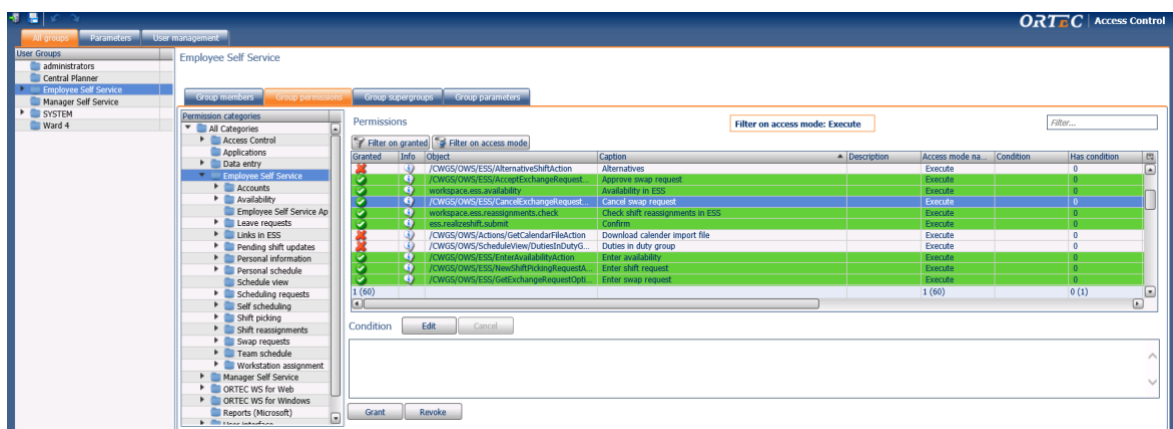 ORTEC Access Control
All groups Parameters User management
User Groups
administrators
Central Planner
Employee Self Service
Manager Self Service
SYSTEM
Ward 4
Employee Self Service
Group members Group permissions Group supergroups Group parameters
Permission categories
All Categories
Access Control
Applications
Data entry
Employee Self Service
Accounts
Availability
Employee Self Service Ap
Leave requests
Links in ESS
Pending shift updates
Personal information
Personal schedule
Schedule view
Scheduling requests
Self scheduling
Shift picking
Shift reassignments
Swap requests
Team schedule
Workstation assignment
Manager Self Service
ORTEC WS for Web
ORTEC WS for Windows
Reports (Microsoft)
User interface
Permissions
Filter on access mode: Execute
Filter...
Filter on granted Filter on access mode
Granted Info Object Caption Description Access mode na... Condition Has condition
/CWGS/OWS/ESS/AlternativeShiftAction Alternatives Execute 0
/CWGS/OWS/ESS/AcceptExchangeRequest... Approve swap request Execute 0
workspace.ess.availability Availability in ESS Execute 0
/CWGS/OWS/ESS/CancelExchangeRequest... Cancel swap request Execute 0
workspace.ess.reassignments.check Check shift reassignments in ESS Execute 0
ess.realizeshift.submit Confirm Execute 0
/CWGS/OWS/Actions/GetCalendarFileAction Download calender import file Execute 0
/CWGS/OWS/ScheduleView/DutiesInDutyG... Duties in duty group Execute 0
/CWGS/OWS/ESS/EnterAvailabilityAction Enter availability Execute 0
/CWGS/OWS/ESS/NewShiftPickingRequestA... Enter shift request Execute 0
/CWGS/OWS/ESS/GetExchangeRequestOpti... Enter swap request Execute 0
1 (60) 1 (60) 0 (1)
Condition Edit Cancel
Grant Revoke